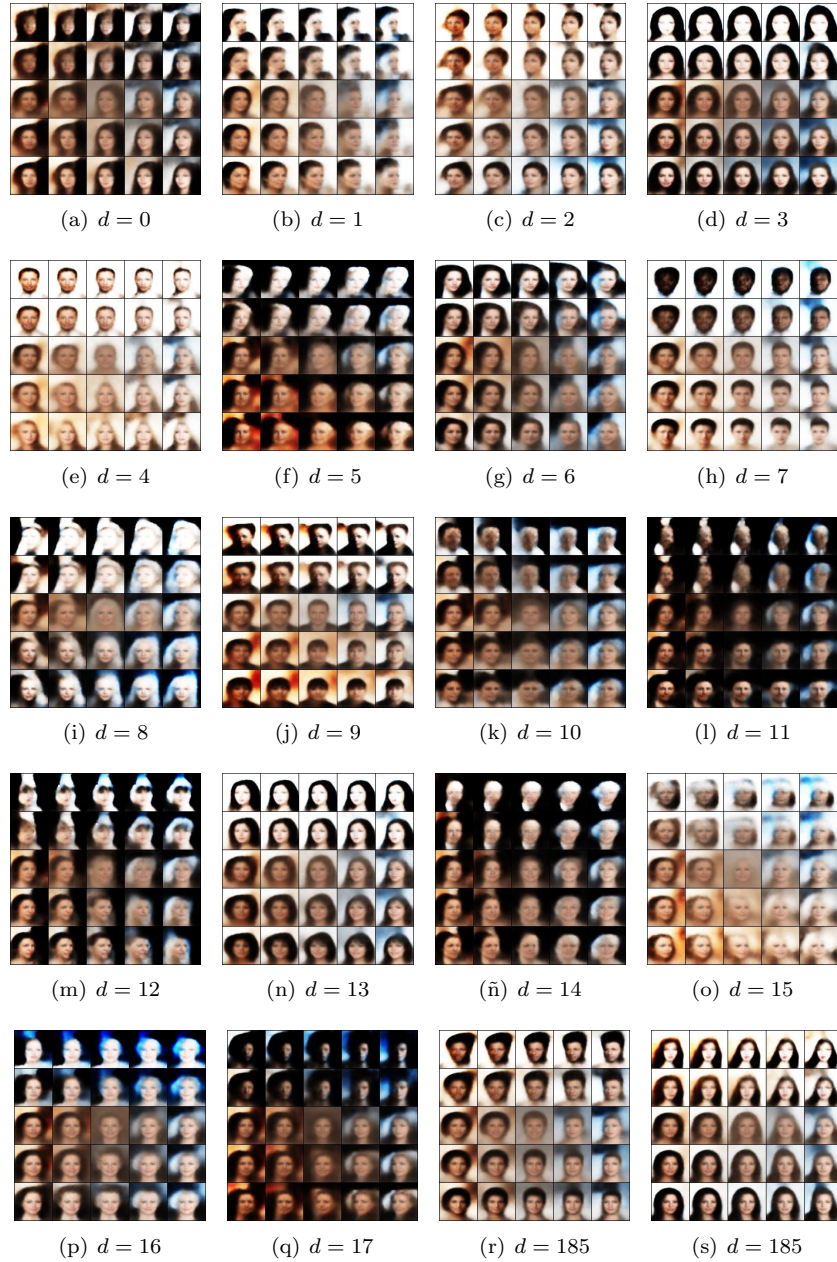 (a) d = 0
(b) d = 1
(c) d = 2
(d) d = 3
(e) d = 4
(f) d = 5
(g) d = 6
(h) d = 7
(i) d = 8
(j) d = 9
(k) d = 10
(l) d = 11
(m) d = 12
(n) d = 13
(ñ) d = 14
(o) d = 15
(p) d = 16
(q) d = 17
(r) d = 185
(s) d = 185